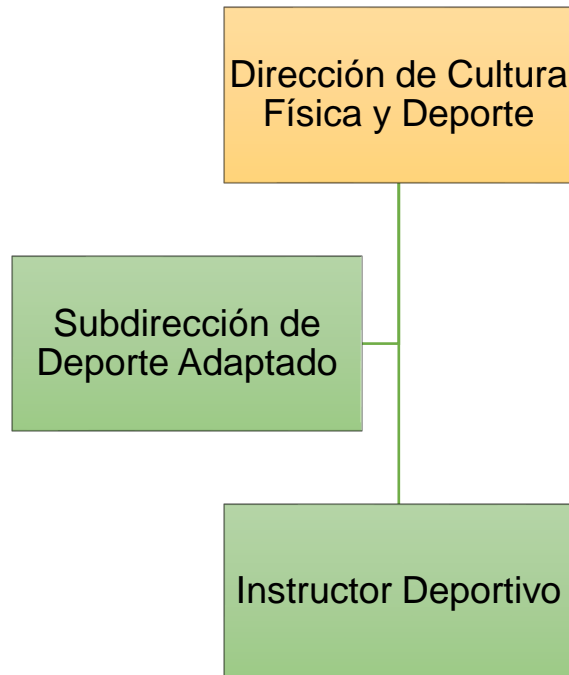 Dirección de Cultura
Física y Deporte
Subdirección de
Deporte Adaptado
Instructor Deportivo